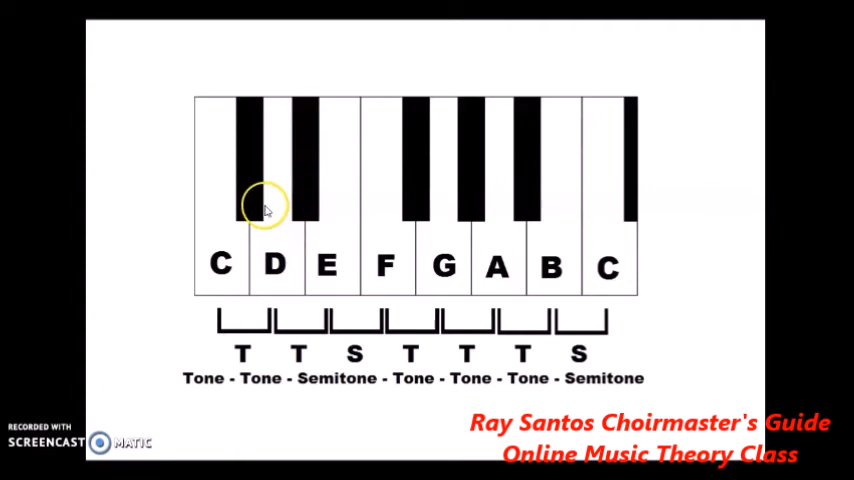 C D E F G A B C
T T S T T T S
Tone - Tone - Semitone - Tone - Tone - Tone - Semitone
RECORDED WITH
SCREENCAST MATIC
Ray Santos Choirmaster's Guide
Online Music Theory Class